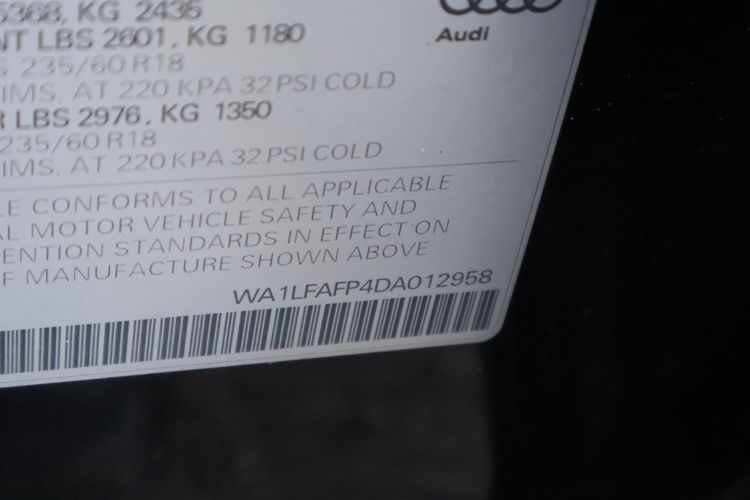 5368, KG 2435
Audi
NT LBS 2601, KG 1180
S 235/60 R18
IMS, AT 220 KPA 32 PSI COLD
R LBS 2976, KG 1350
235/60 R18
IMS, AT 220 KPA 32 PSI COLD
LE CONFORMS TO ALL APPLICABLE
AL MOTOR VEHICLE SAFETY AND
ENTION STANDARDS IN EFFECT ON
F MANUFACTURE SHOWN ABOVE
WA1LFAFP4DA012958